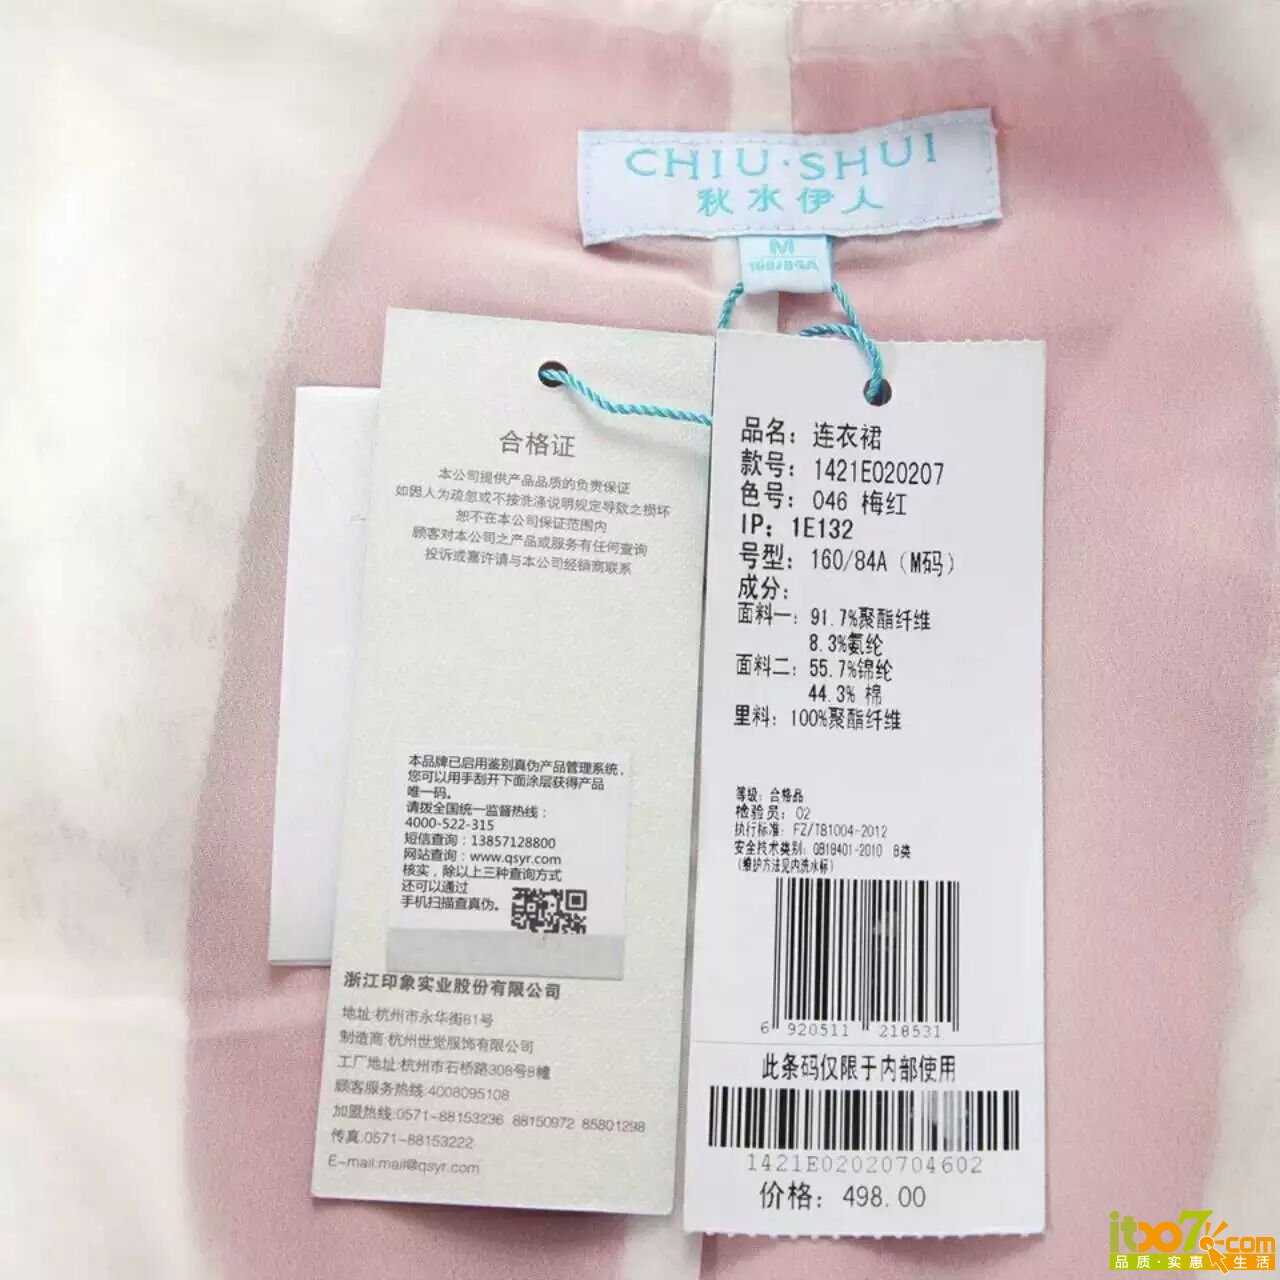 CHIU·SHUI
秋水伊人
M
160/84A
合格证
本公司提供产品品质的负责保证
如因人为疏忽或不按洗涤说明规定导致之损坏
恕不在本公司保证范围内
顾客对本公司之产品或服务有任何查询
投诉或嘉许请与本公司经销商联系
本品牌已启用鉴别真伪产品管理系统，
您可以用手刮开下面涂层获得产品
唯一码。
请拨全国统一监督热线：
4000-522-315
短信查询：13857128800
网站查询：www.qsyr.com
核实，除以上三种查询方式
还可以通过
手机扫描查真伪。
浙江印象实业股份有限公司
地址:杭州市永华街81号
制造商:杭州世觉服饰有限公司
工厂地址:杭州市石桥路308号8幢
顾客服务热线:4008095108
加盟热线:0571-88153236 88150972 85801298
传真:0571-88153222
E-mail:mail@qsyr.com
品名：连衣裙
款号：1421E020207
色号：046 梅红
IP：1E132
号型：160/84A（M码）
成分：
面料一：91.7%聚酯纤维
8.3%氨纶
面料二：55.7%锦纶
44.3% 棉
里料：100%聚酯纤维
等级：合格品
检验员：02
执行标准：FZ/T81004-2012
安全技术类别：GB18401-2010 B类
（维护方法见内洗水标）
6 920511 218531
此条码仅限于内部使用
1421E02020704602
价格：498.00
itoo7.com
品质·实惠·生活